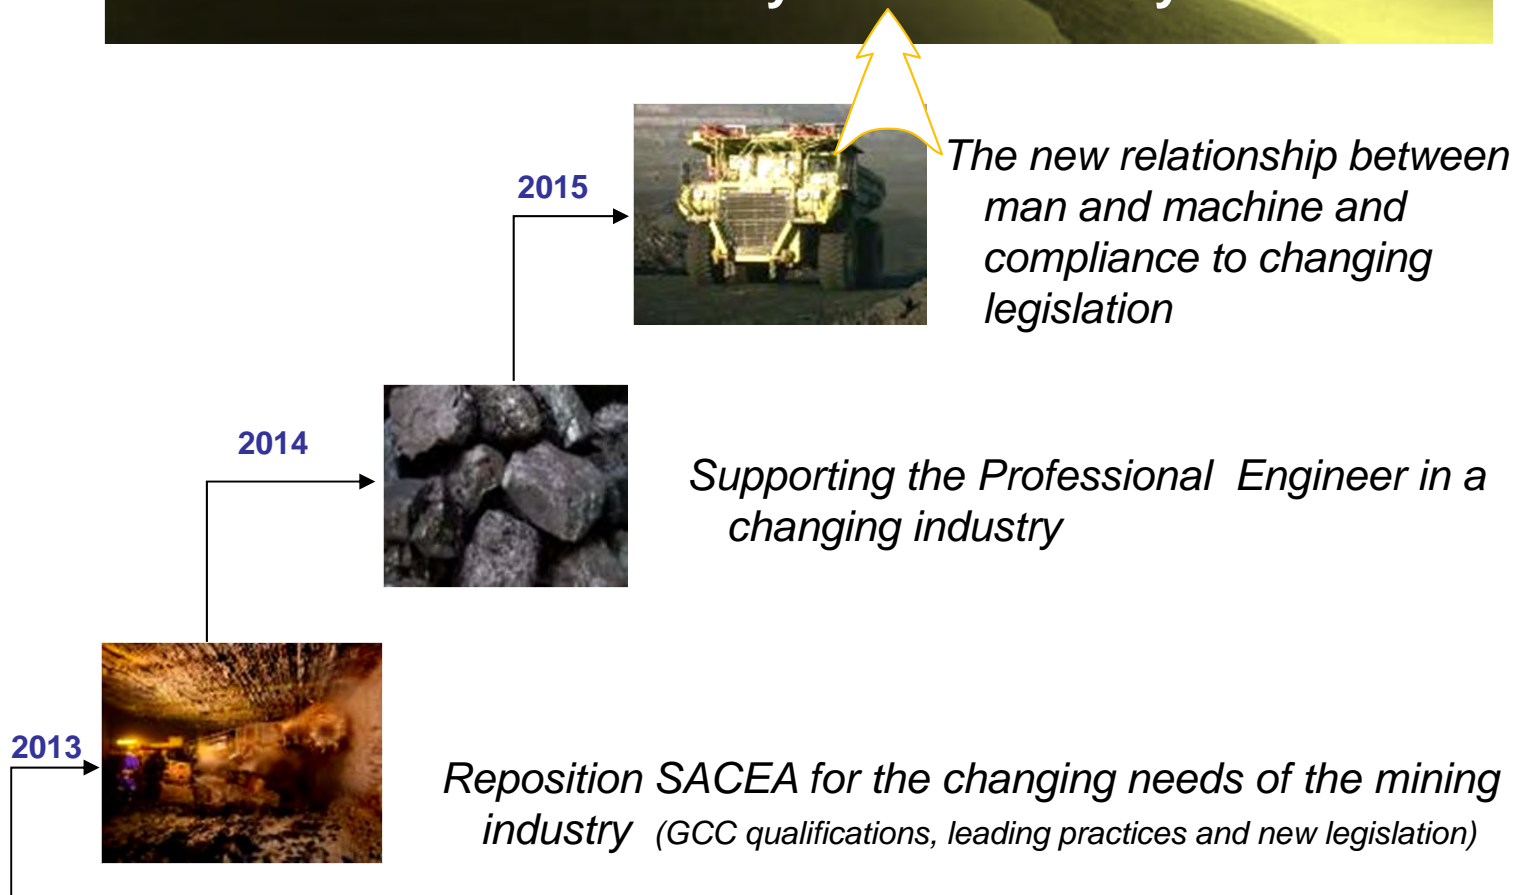 2015
The new relationship between
man and machine and
compliance to changing
legislation
2014
Supporting the Professional Engineer in a
changing industry
2013
Reposition SACEA for the changing needs of the mining
industry (GCC qualifications, leading practices and new legislation)